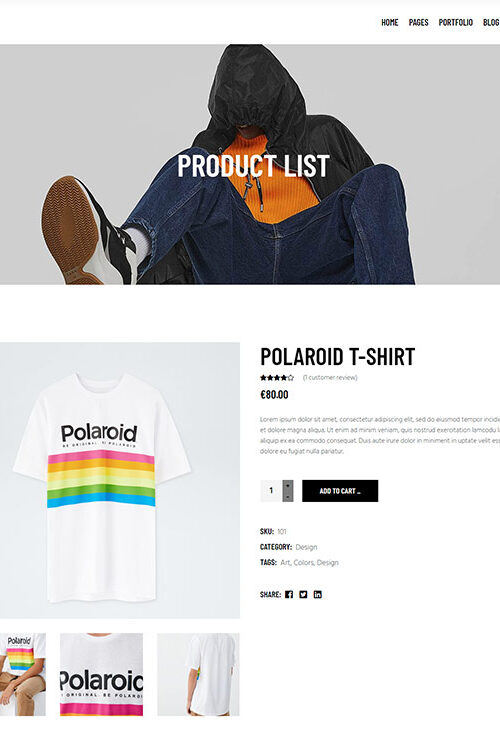 HOME PAGES PORTFOLIO BLOG
PRODUCT LIST
POLAROID T-SHIRT
(1 customer review)
€80.00
Lorem ipsum dolor sit amet, consectetur adipiscing elit, sed do eiusmod tempor incidi
et dolore magna aliqua. Ut enim ad minim veniam, quis nostrud exercitation lamcodu la
aliquip ex ea commodo consequat. Duis aute irure dolor in miniment in uptate velit ess
dolore eu fugiat nulla pariatur.
1 + -
ADD TO CART
SKU: 101
CATEGORY: Design
TAGS: Art, Colors, Design
SHARE:
Polaroid
BE ORIGINAL. BE POLAROID
Polaroid
Polaroid
BE ORIGINAL. BE POLAROID